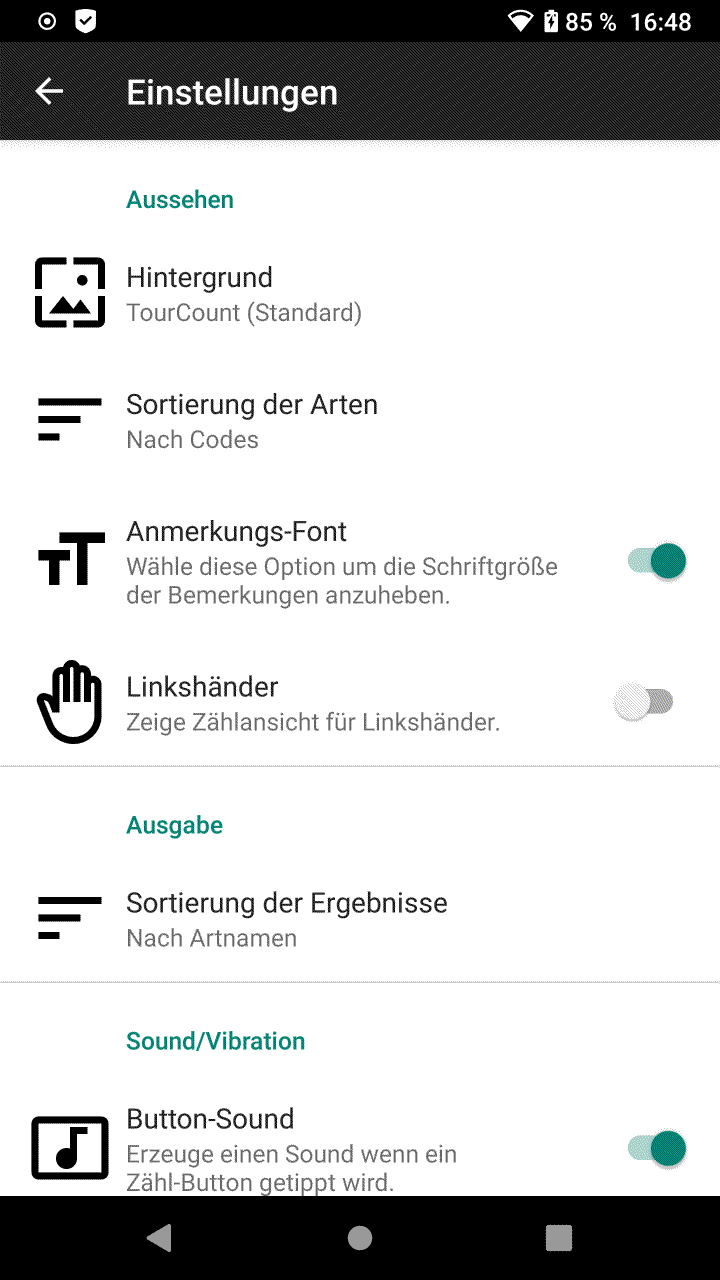 85 % 16:48
Einstellungen
Aussehen
Hintergrund
TourCount (Standard)
Sortierung der Arten
Nach Codes
Anmerkungs-Font
Wähle diese Option um die Schriftgröße
der Bemerkungen anzuheben.
Linkshänder
Zeige Zählansicht für Linkshänder.
Ausgabe
Sortierung der Ergebnisse
Nach Artnamen
Sound/Vibration
Button-Sound
Erzeuge einen Sound wenn ein
Zähl-Button getippt wird.